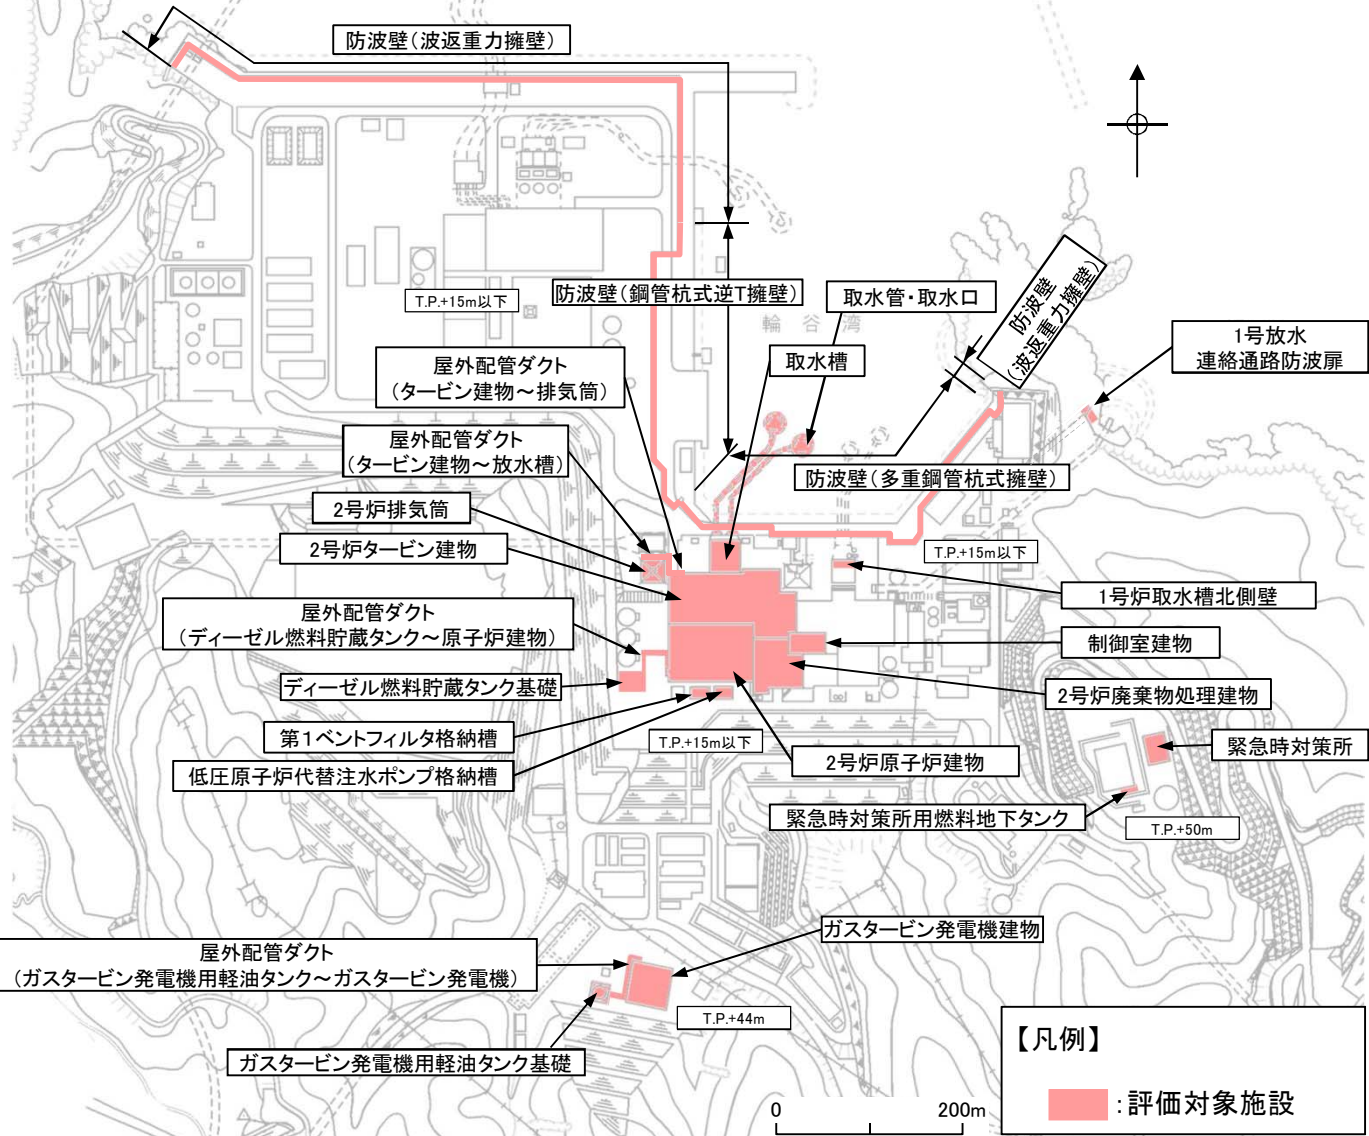 防波壁(波返重力擁壁)
防波壁(鋼管杭式逆T擁壁)
T.P.+15m以下
取水管・取水口
輪谷湾
防波壁
(波返重力擁壁)
1号放水
連絡通路防波扉
屋外配管ダクト
(タービン建物～排気筒)
取水槽
屋外配管ダクト
(タービン建物～放水槽)
防波壁(多重鋼管杭式擁壁)
2号炉排気筒
2号炉タービン建物
T.P.+15m以下
屋外配管ダクト
(ディーゼル燃料貯蔵タンク～原子炉建物)
1号炉取水槽北側壁
制御室建物
ディーゼル燃料貯蔵タンク基礎
2号炉廃棄物処理建物
第1ベントフィルタ格納槽
T.P.+15m以下
緊急時対策所
低圧原子炉代替注水ポンプ格納槽
2号炉原子炉建物
緊急時対策所用燃料地下タンク
T.P.+50m
ガスタービン発電機建物
屋外配管ダクト
(ガスタービン発電機用軽油タンク～ガスタービン発電機)
T.P.+44m
ガスタービン発電機用軽油タンク基礎
【凡例】
:評価対象施設
0 200m